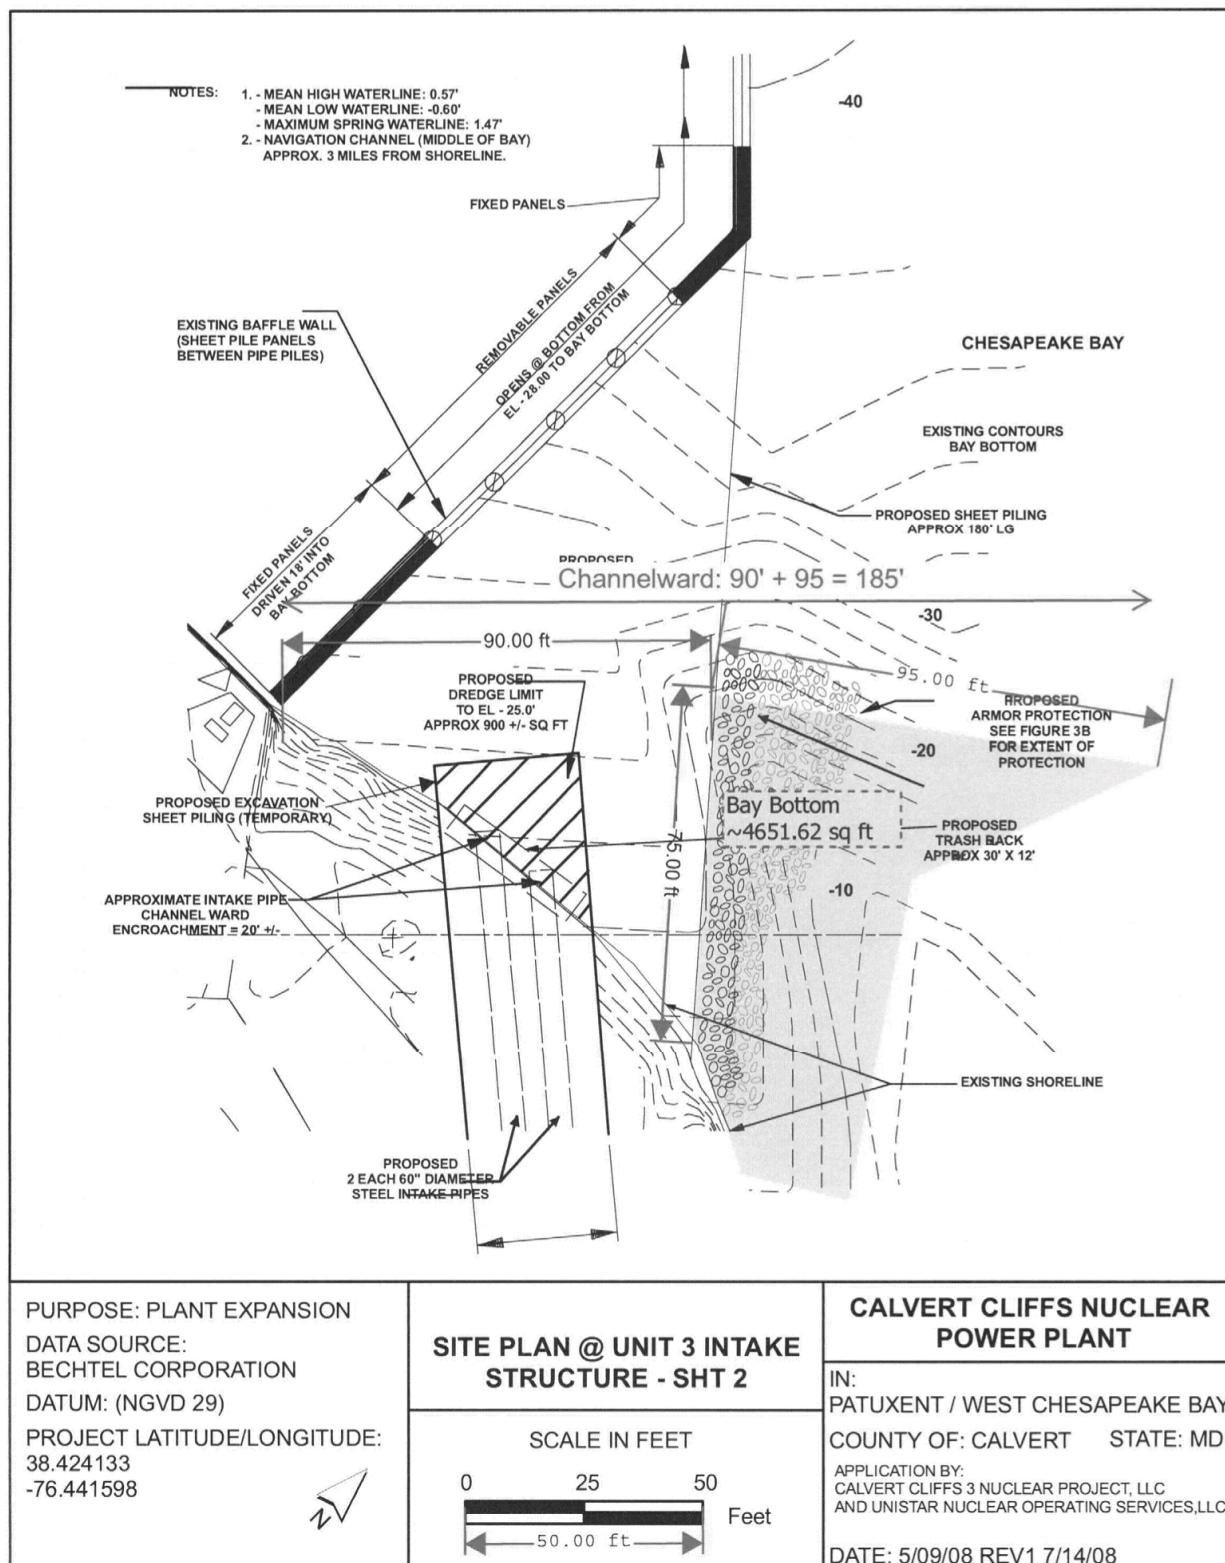 NOTES: 1. - MEAN HIGH WATERLINE: 0.57'
- MEAN LOW WATERLINE: -0.60'
- MAXIMUM SPRING WATERLINE: 1.47'
2. - NAVIGATION CHANNEL (MIDDLE OF BAY)
APPROX. 3 MILES FROM SHORELINE.
-40
FIXED PANELS
REMOVABLE PANELS
OPENS @ BOTTOM FROM
EL - 28.00 TO BAY BOTTOM
EXISTING BAFFLE WALL
(SHEET PILE PANELS
BETWEEN PIPE PILES)
CHESAPEAKE BAY
EXISTING CONTOURS
BAY BOTTOM
PROPOSED SHEET PILING
APPROX 180' LG
FIXED PANELS
DRIVEN 18' INTO
BAY BOTTOM
PROPOSED
Channelward: 90' + 95 = 185'
-30
90.00 ft
95.00 ft
PROPOSED
DREDGE LIMIT
TO EL - 25.0'
APPROX 900 +/- SQ FT
PROPOSED
ARMOR PROTECTION
SEE FIGURE 3B
FOR EXTENT OF
PROTECTION
-20
PROPOSED EXCAVATION
SHEET PILING (TEMPORARY)
Bay Bottom
~4651.62 sq ft
75.00 ft
PROPOSED
TRASH RACK
APPROX 30' X 12'
-10
APPROXIMATE INTAKE PIPE
CHANNEL WARD
ENCROACHMENT = 20' +/-
EXISTING SHORELINE
PROPOSED
2 EACH 60" DIAMETER
STEEL INTAKE PIPES
PURPOSE: PLANT EXPANSION
DATA SOURCE:
BECHTEL CORPORATION
DATUM: (NGVD 29)
PROJECT LATITUDE/LONGITUDE:
38.424133
-76.441598
N
SITE PLAN @ UNIT 3 INTAKE
STRUCTURE - SHT 2
SCALE IN FEET
0 25 50
Feet
50.00 ft
CALVERT CLIFFS NUCLEAR
POWER PLANT
IN:
PATUXENT / WEST CHESAPEAKE BAY
COUNTY OF: CALVERT STATE: MD
APPLICATION BY:
CALVERT CLIFFS 3 NUCLEAR PROJECT, LLC
AND UNISTAR NUCLEAR OPERATING SERVICES,LLC
DATE: 5/09/08 REV1 7/14/08